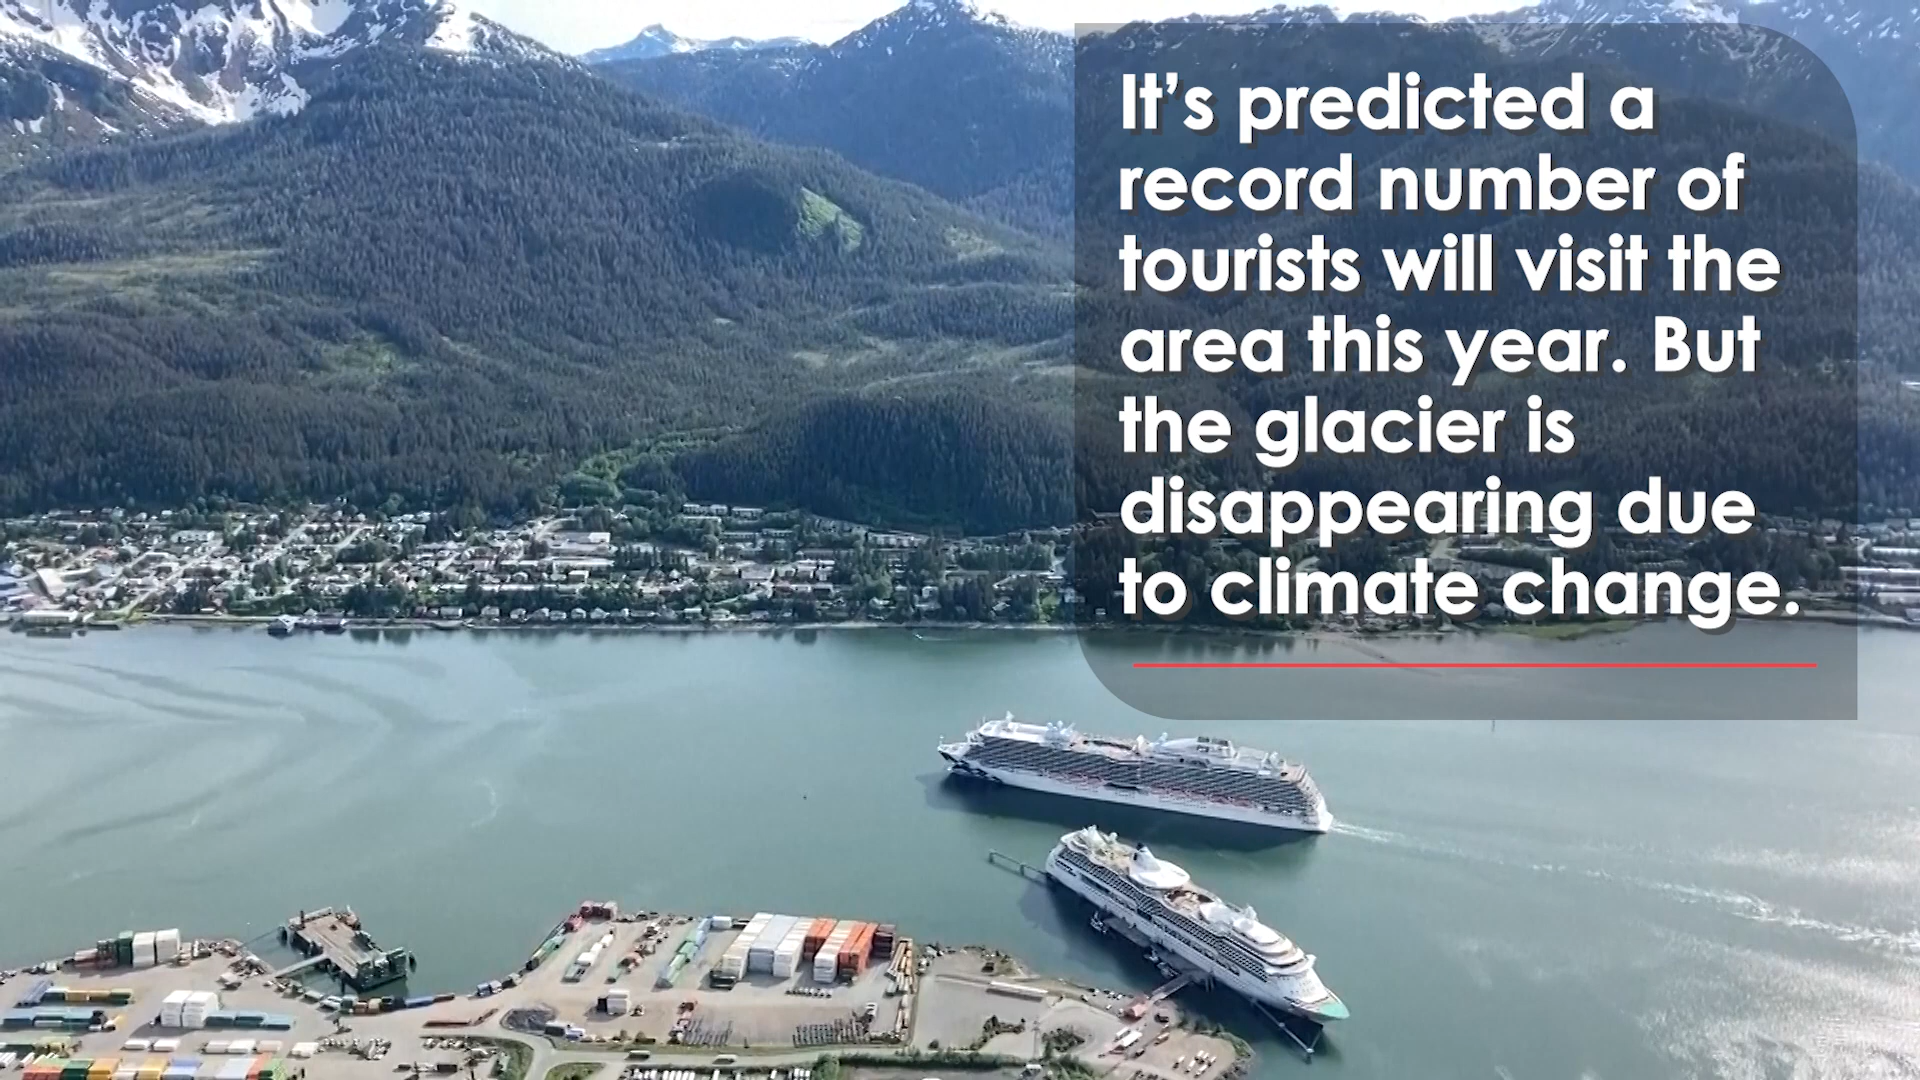 It's predicted a
record number of
tourists will visit the
area this year. But
the glacier is
disappearing due
to climate change.